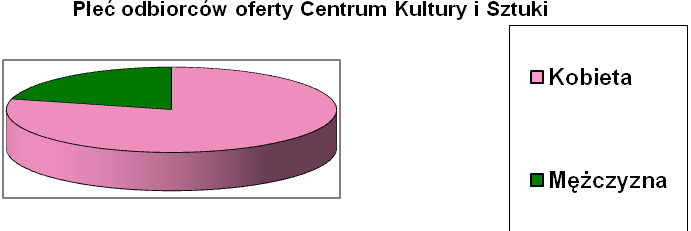 Płeć odbiorców oferty Centrum Kultury i Sztuki
Kobieta
Mężczyzna